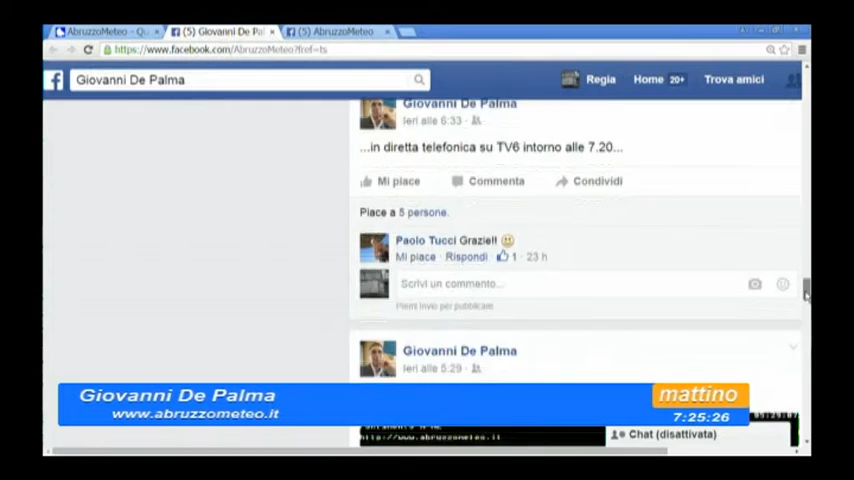 AbruzzoMeteo - Qu
(5) Giovanni De Pal
(5) AbruzzoMeteo
https://www.facebook.com/AbruzzoMeteo?fref=ts
f
Giovanni De Palma
Regia
Home 20+
Trova amici
Giovanni De Palma
Ieri alle 6:33
...in diretta telefonica su TV6 intorno alle 7.20...
Mi piace
Commenta
Condividi
Piace a 5 persone.
Paolo Tucci Grazie!!
Mi piace · Rispondi · 1 · 23 h
Scrivi un commento...
Premi Invio per pubblicare
Giovanni De Palma
Ieri alle 5:29
Giovanni De Palma
www.abruzzometeo.it
mattino
7:25:26
http://www.abruzzometeo.it
Chat (disattivata)